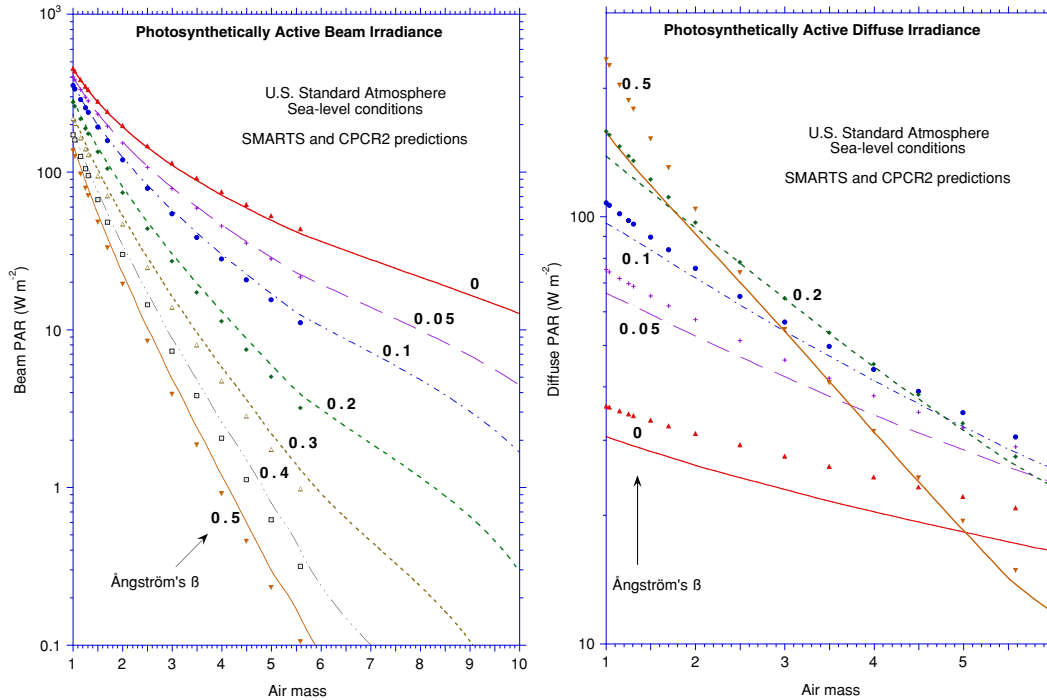 Photosynthetically Active Beam Irradiance
U.S. Standard Atmosphere
Sea-level conditions
SMARTS and CPCR2 predictions
Beam PAR (W m-2)
10³
100
10
1
0.1
0
0.05
0.1
0.2
0.3
0.4
0.5
Ångström's ß
1 2 3 4 5 6 7 8 9 10
Air mass
Photosynthetically Active Diffuse Irradiance
U.S. Standard Atmosphere
Sea-level conditions
SMARTS and CPCR2 predictions
Diffuse PAR (W m-2)
100
10
0.5
0.1
0.2
0.05
0
Ångström's ß
1 2 3 4 5
Air mass